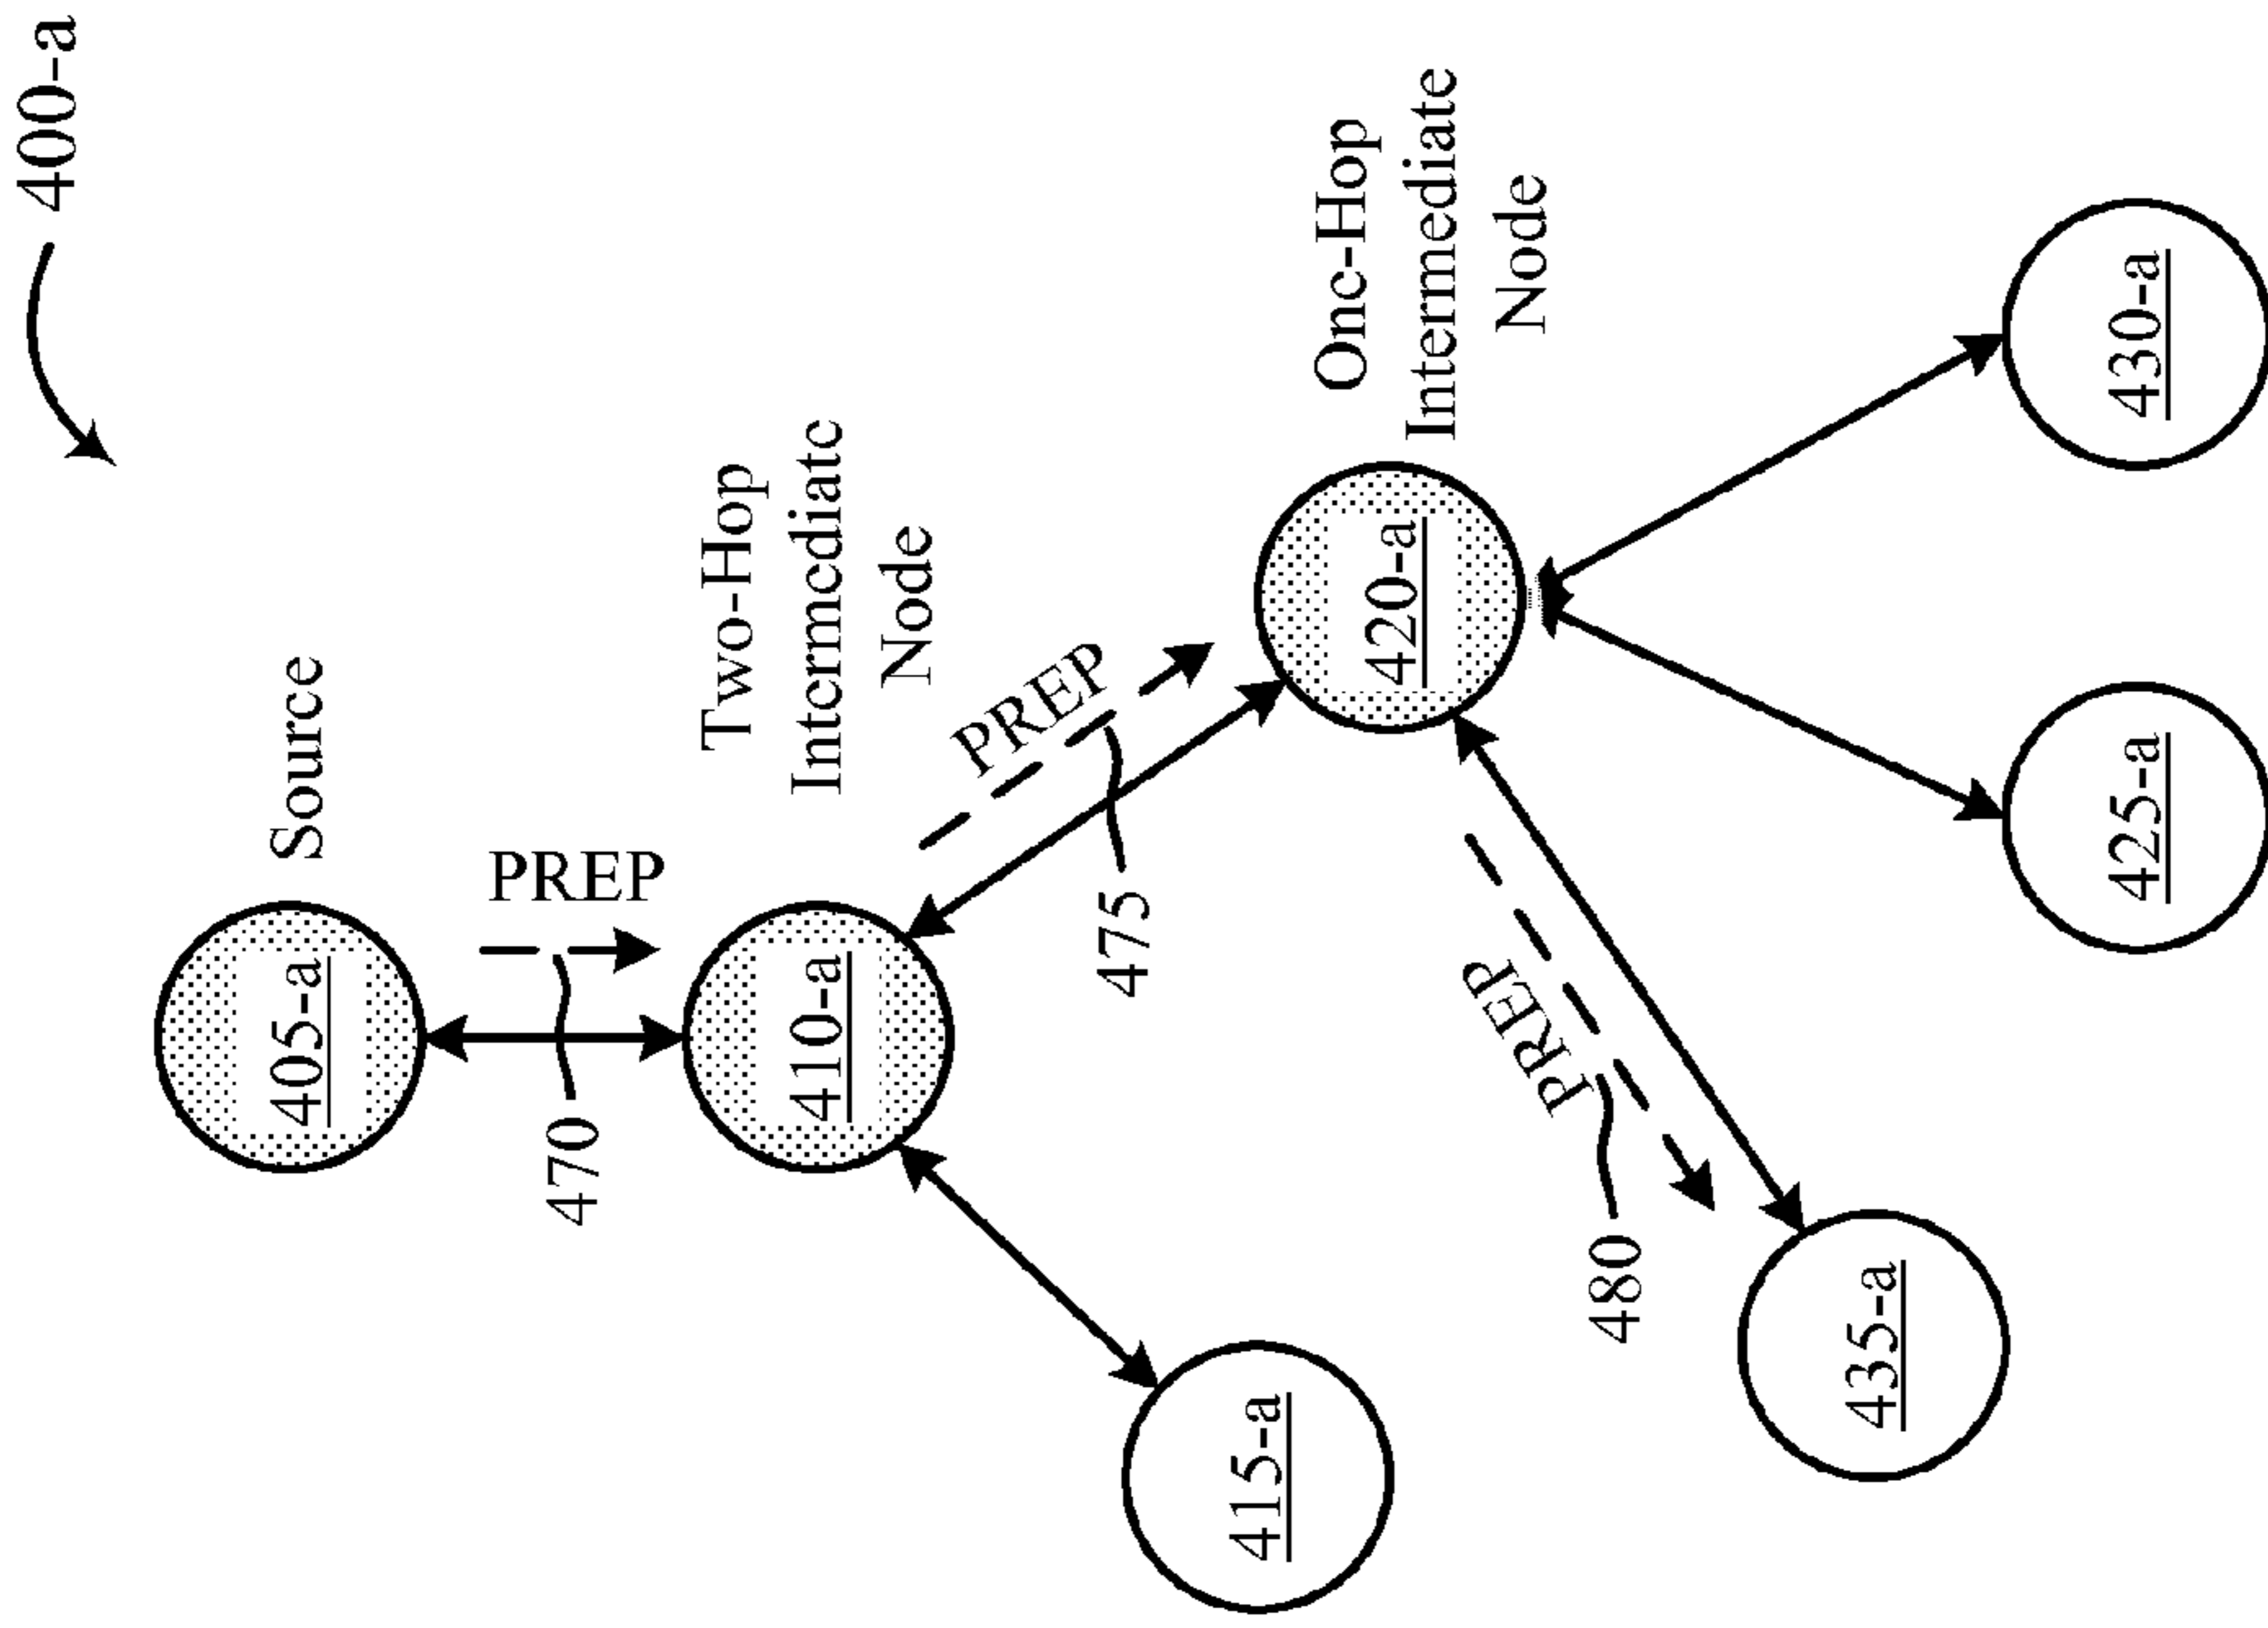 400-a
Source
405-a
PREP
470
Two-Hop
Intermediate
Node
410-a
PREP
475
415-a
One-Hop
Intermediate
Node
420-a
PREP
480
435-a
425-a
430-a